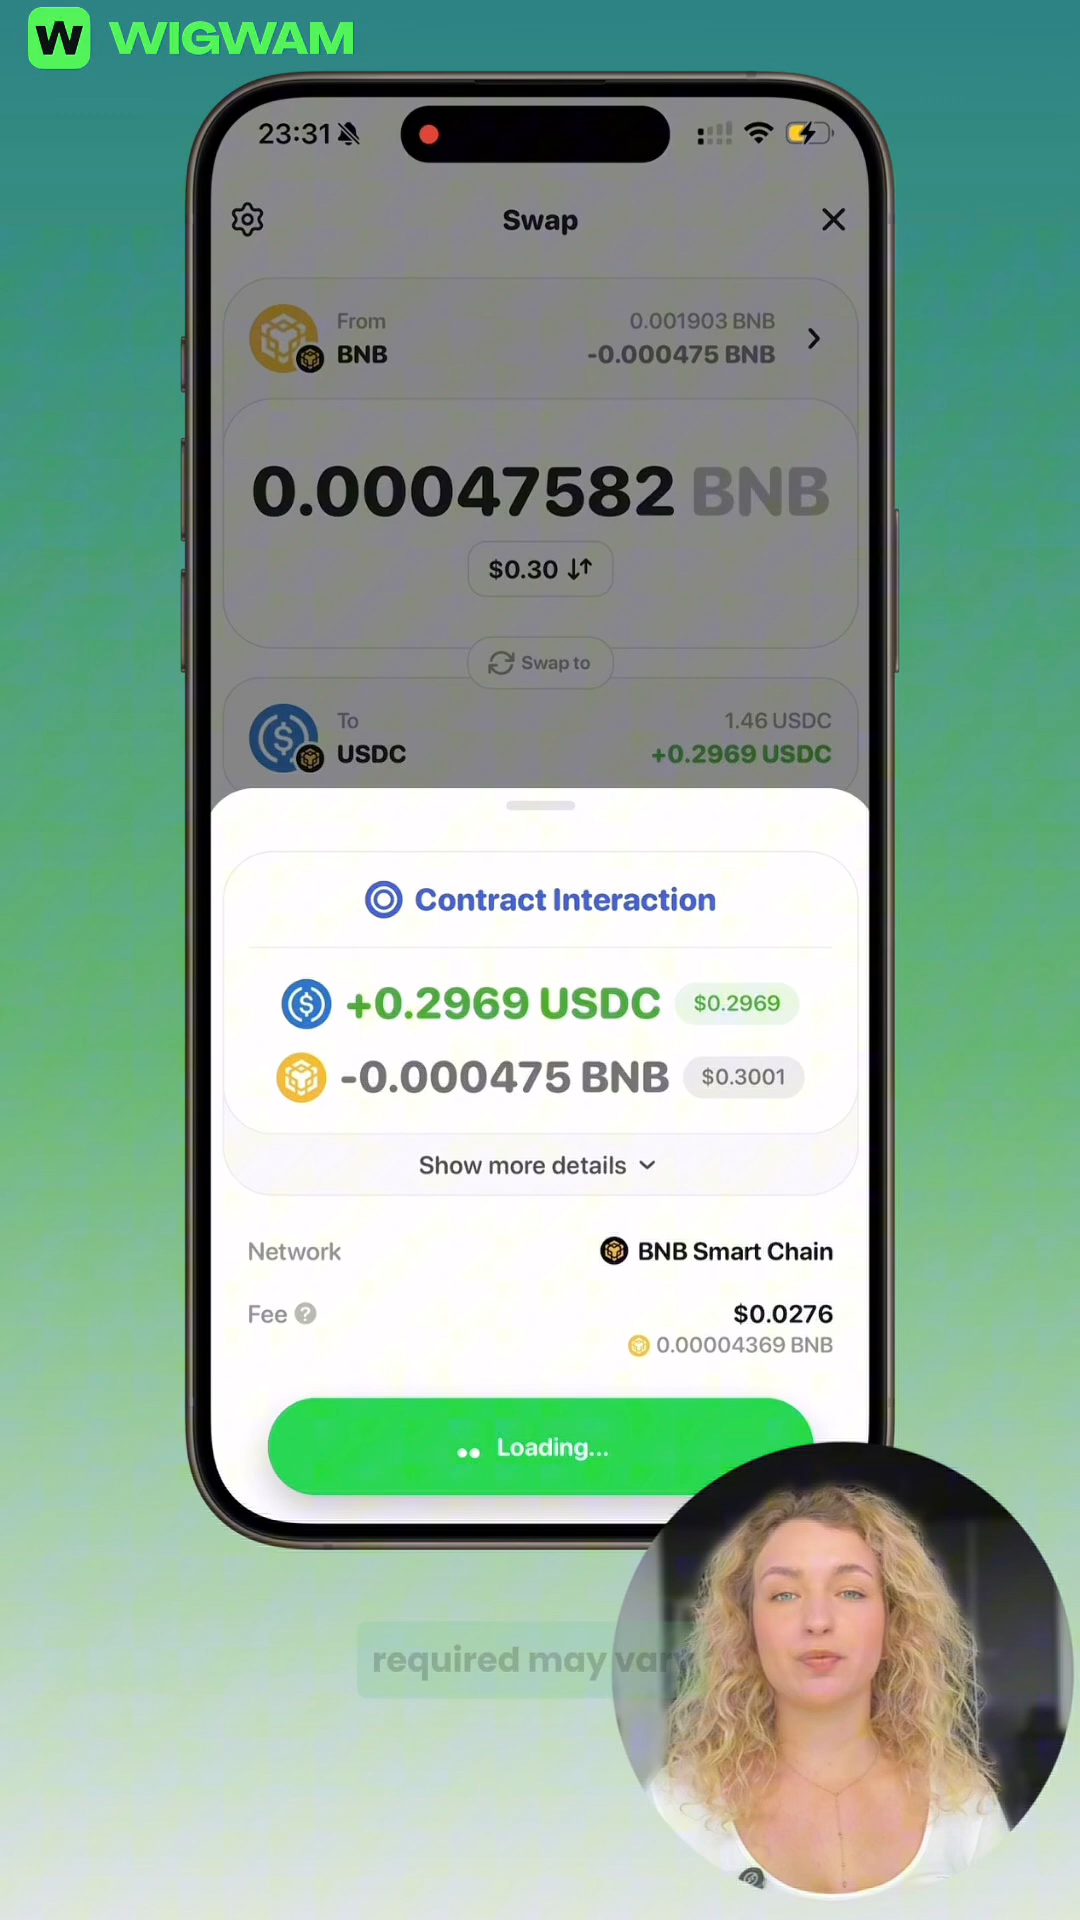 W WIGWAM
23:31
Swap
From
0.001903 BNB
BNB
-0.000475 BNB
0.00047582 BNB
$0.30
Swap to
To
1.46 USDC
USDC
+0.2969 USDC
Contract Interaction
+0.2969 USDC $0.2969
-0.000475 BNB $0.3001
Show more details
Network
BNB Smart Chain
Fee ?
$0.0276
0.00004369 BNB
Loading...
required may vary